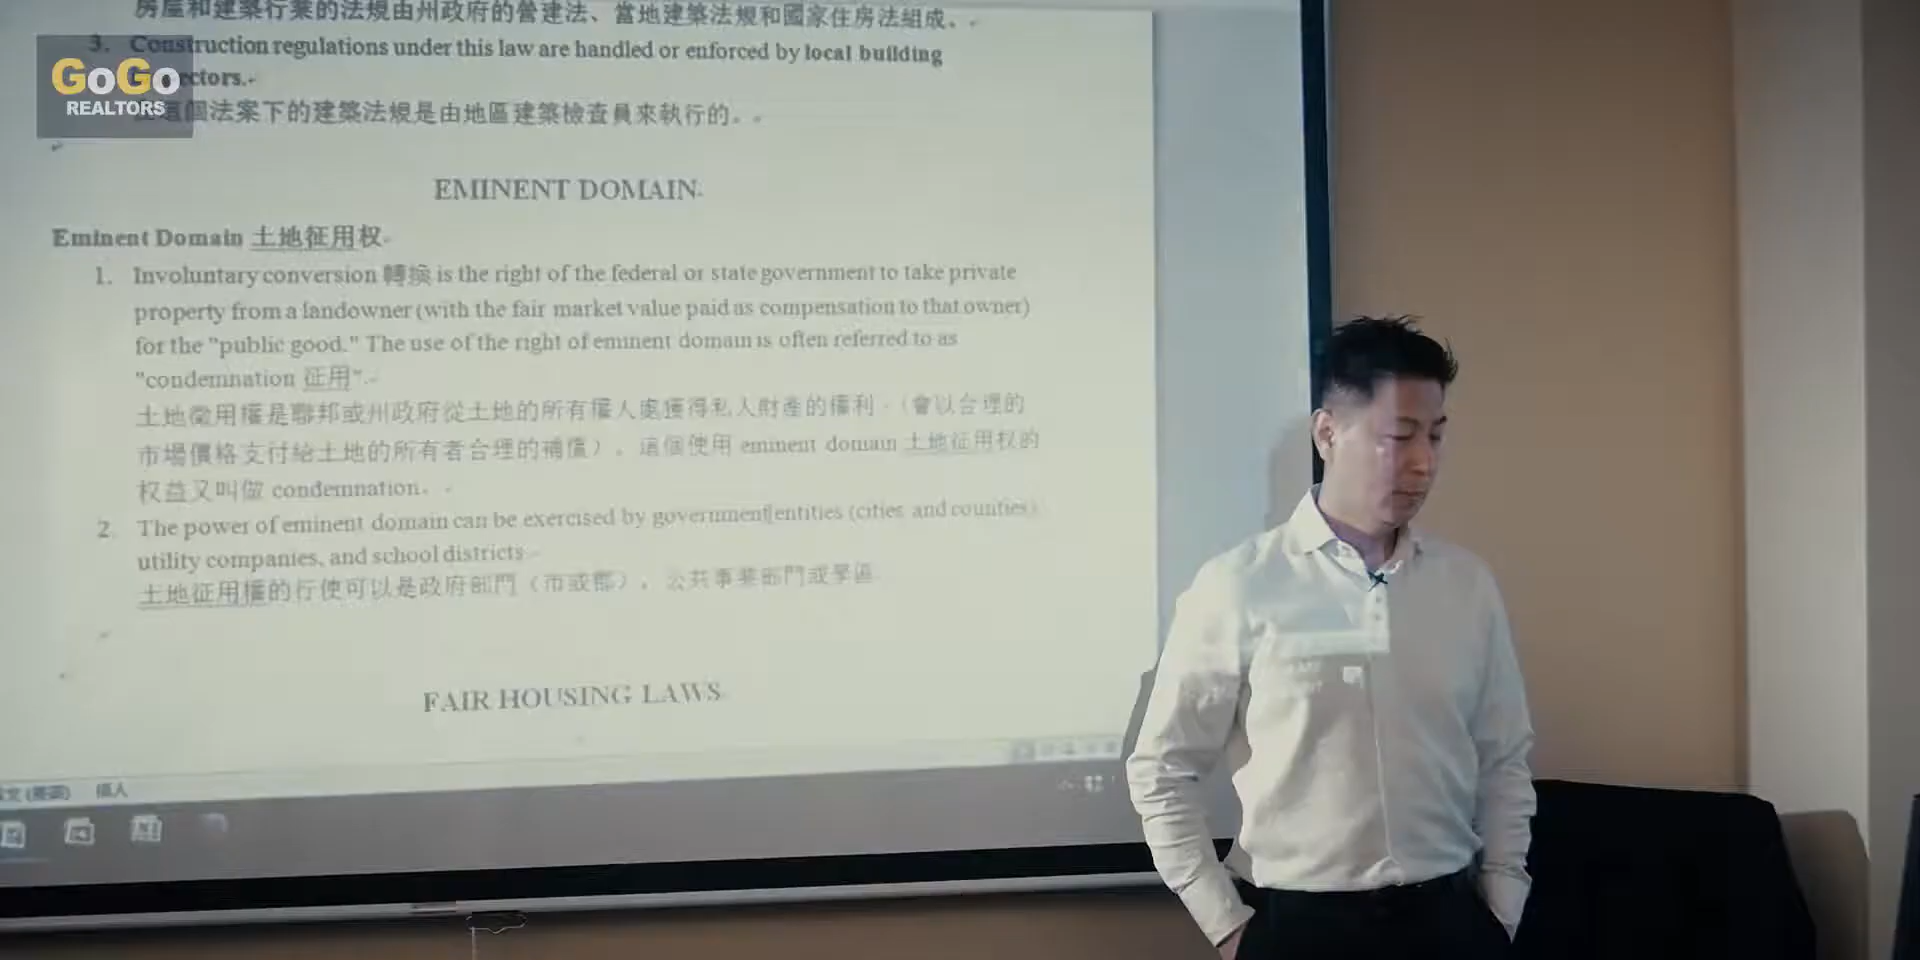 房屋和建築行業的法規由州政府的營建法、當地建築法規和國家住房法組成。
3. Construction regulations under this law are handled or enforced by local building
GoGo
REALTORS
這個法案下的建築法規是由地區建築檢查員來執行的。
EMINENT DOMAIN
Eminent Domain 土地征用权
1. Involuntary conversion 轉換 is the right of the federal or state government to take private
property from a landowner (with the fair market value paid as compensation to that owner)
for the "public good." The use of the right of eminent domain is often referred to as
"condemnation 征用".
土地徵用權是聯邦或州政府從土地的所有權人處獲得私人財產的權利。（會以合理的
市場價格支付給土地的所有者合理的補償）。這個使用 eminent domain 土地征用权的
权益又叫做 condemnation。
2. The power of eminent domain can be exercised by government entities (cities and counties)
utility companies, and school districts
土地征用權的行使可以是政府部門（市或郡），公共事業部門或學區
FAIR HOUSING LAWS
插入